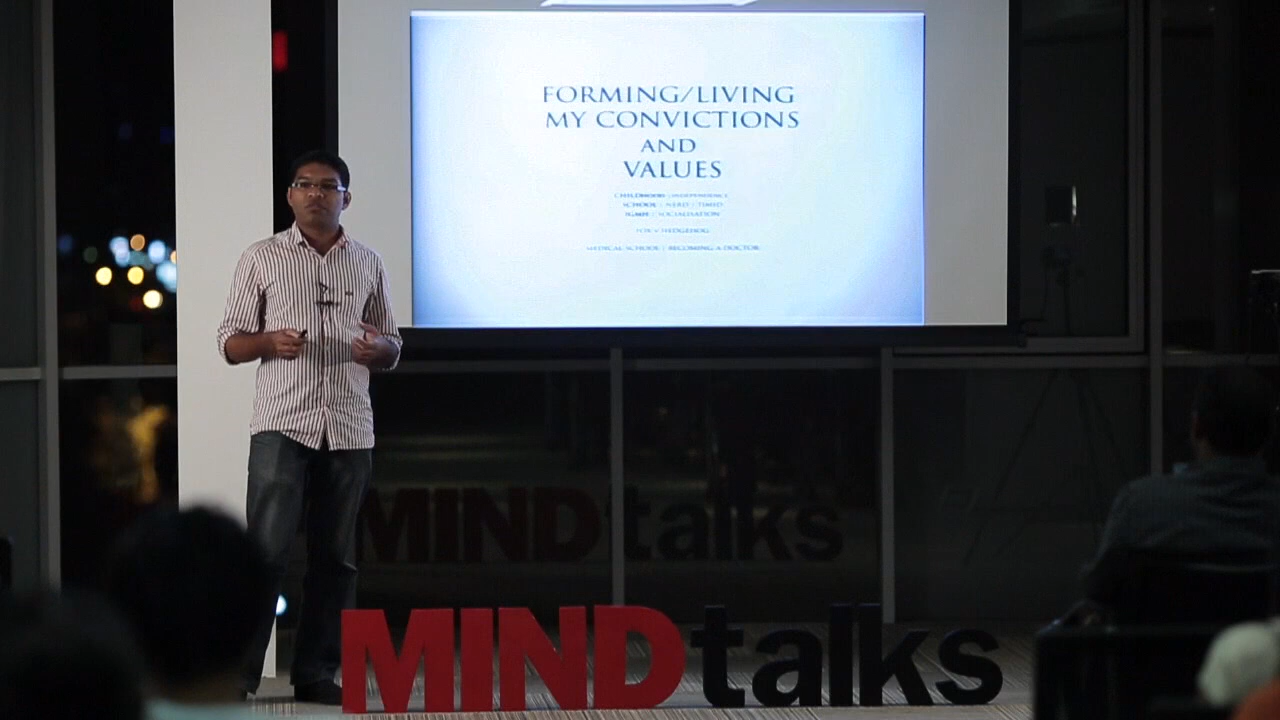 FORMING/LIVING
MY CONVICTIONS
AND
VALUES
CHILDHOOD | INDEPENDENCE
SCHOOL | NERD / TIMID
IGMH | SOCIALISATION
FOX V HEDGEHOG
MEDICAL SCHOOL | BECOMING A DOCTOR
MINDtalks
MINDtalks